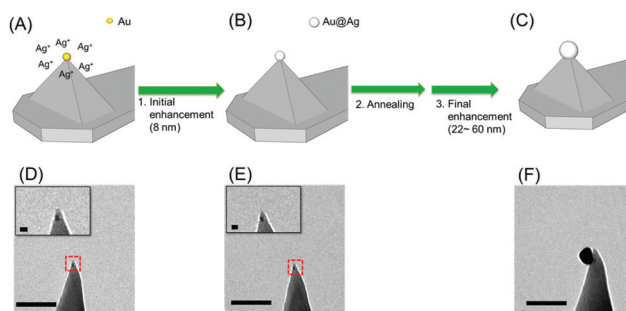 (A)
Au
(B)
Au@Ag
(C)
Ag⁺
Ag⁺
Ag⁺
Ag⁺
Ag⁺
Ag⁺
1. Initial
enhancement
(8 nm)
2. Annealing
3. Final
enhancement
(22~ 60 nm)
(D)
(E)
(F)